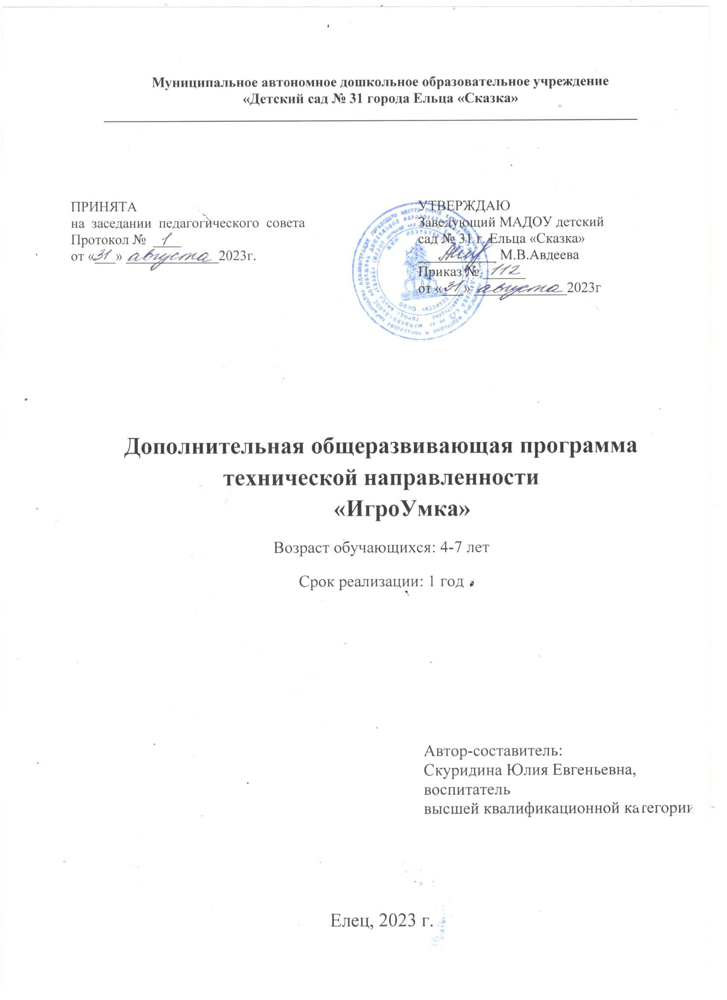 Муниципальное автономное дошкольное образовательное учреждение
«Детский сад № 31 города Ельца «Сказка»
ПРИНЯТА
на заседании педагогического совета
Протокол № 1
от «31» августа 2023г.
УТВЕРЖДАЮ
Заведующий МАДОУ детский
сад № 31 г. Ельца «Сказка»
М.В.Авдеева
Приказ № 112
от «31» августа 2023г
ОКПО 46220333
Дополнительная общеразвивающая программа
технической направленности
«ИгроУмка»
Возраст обучающихся: 4-7 лет
Срок реализации: 1 год
Автор-составитель:
Скуридина Юлия Евгеньевна,
воспитатель
высшей квалификационной категории
Елец, 2023 г.